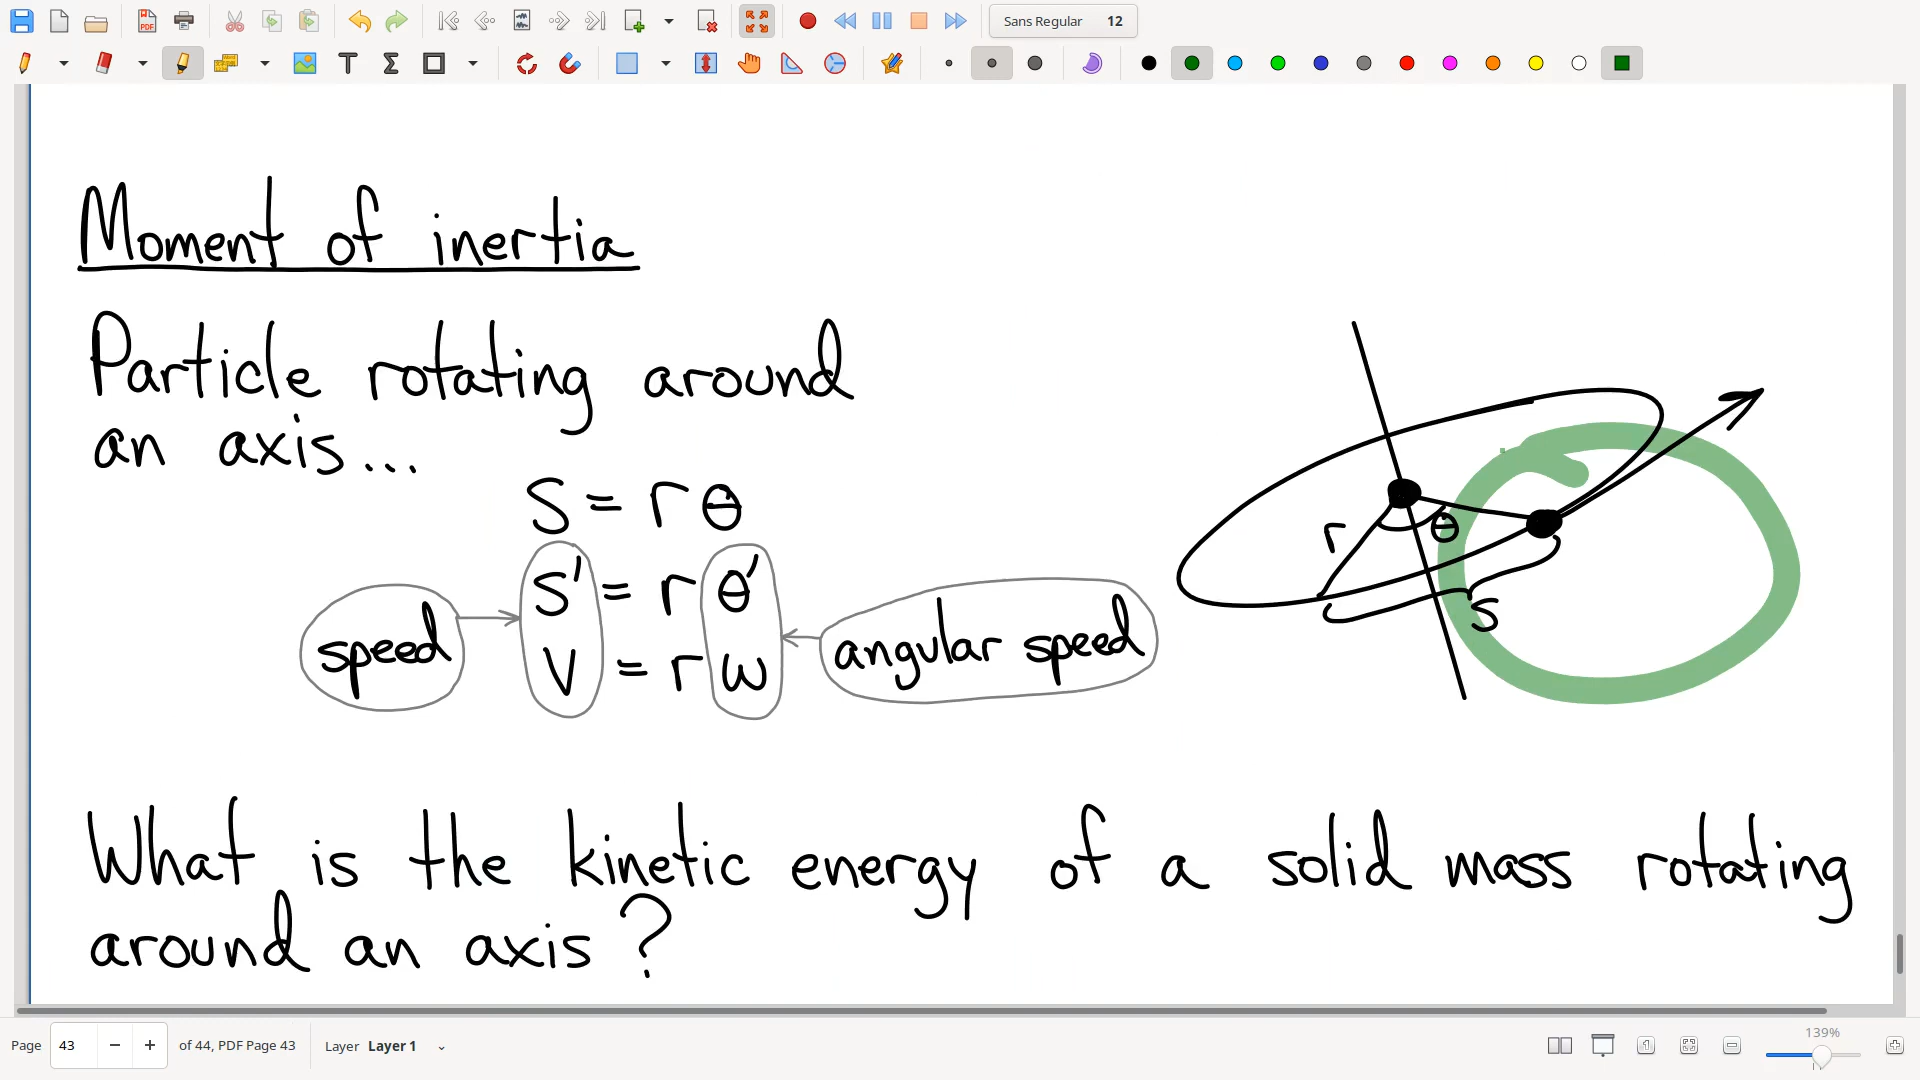 Sans Regular 12
Moment of inertia
Particle rotating around
an axis...
S = rθ
S' = rθ'
speed
angular speed
V = rω
r
θ
S
What is the kinetic energy of a solid mass rotating
around an axis?
139%
Page 43 of 44, PDF Page 43 Layer Layer 1